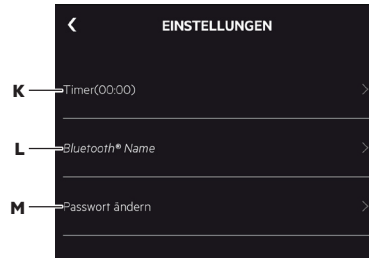 EINSTELLUNGEN
K Timer(00:00)
L Bluetooth® Name
M Passwort ändern